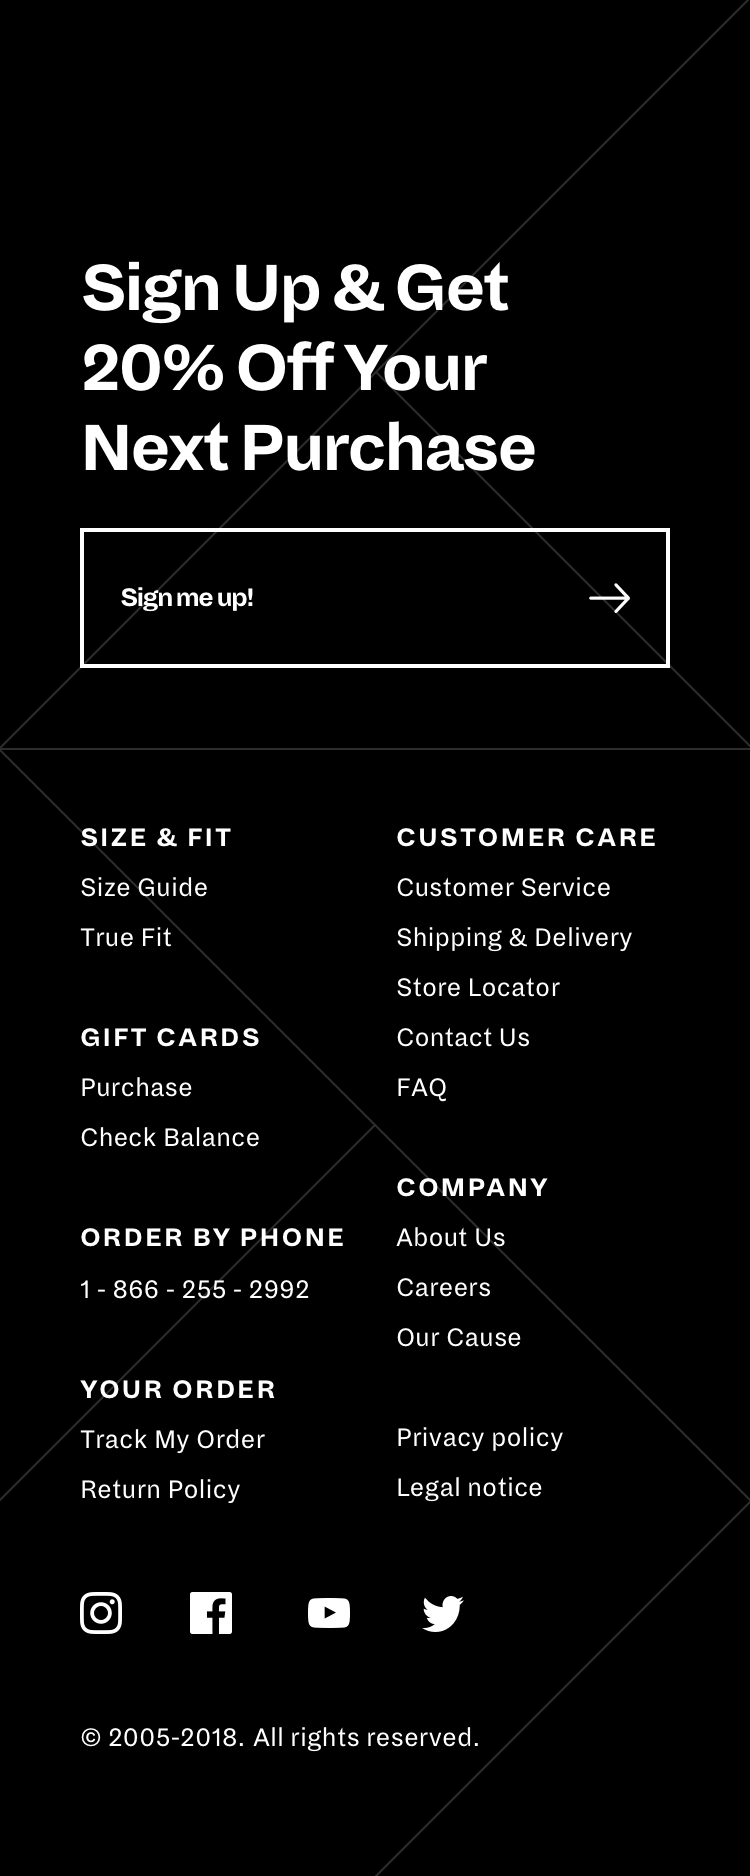 Sign Up & Get
20% Off Your
Next Purchase
Sign me up!
SIZE & FIT
Size Guide
True Fit
GIFT CARDS
Purchase
Check Balance
ORDER BY PHONE
1 - 866 - 255 - 2992
YOUR ORDER
Track My Order
Return Policy
CUSTOMER CARE
Customer Service
Shipping & Delivery
Store Locator
Contact Us
FAQ
COMPANY
About Us
Careers
Our Cause
Privacy policy
Legal notice
© 2005-2018. All rights reserved.